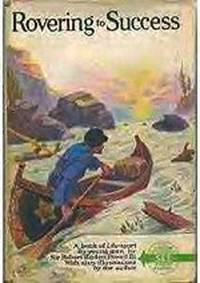 Rovering to Success
A book of Life-sport
for young men by
Sir Robert Baden-Powell Bt
With sixty illustrations
by the author